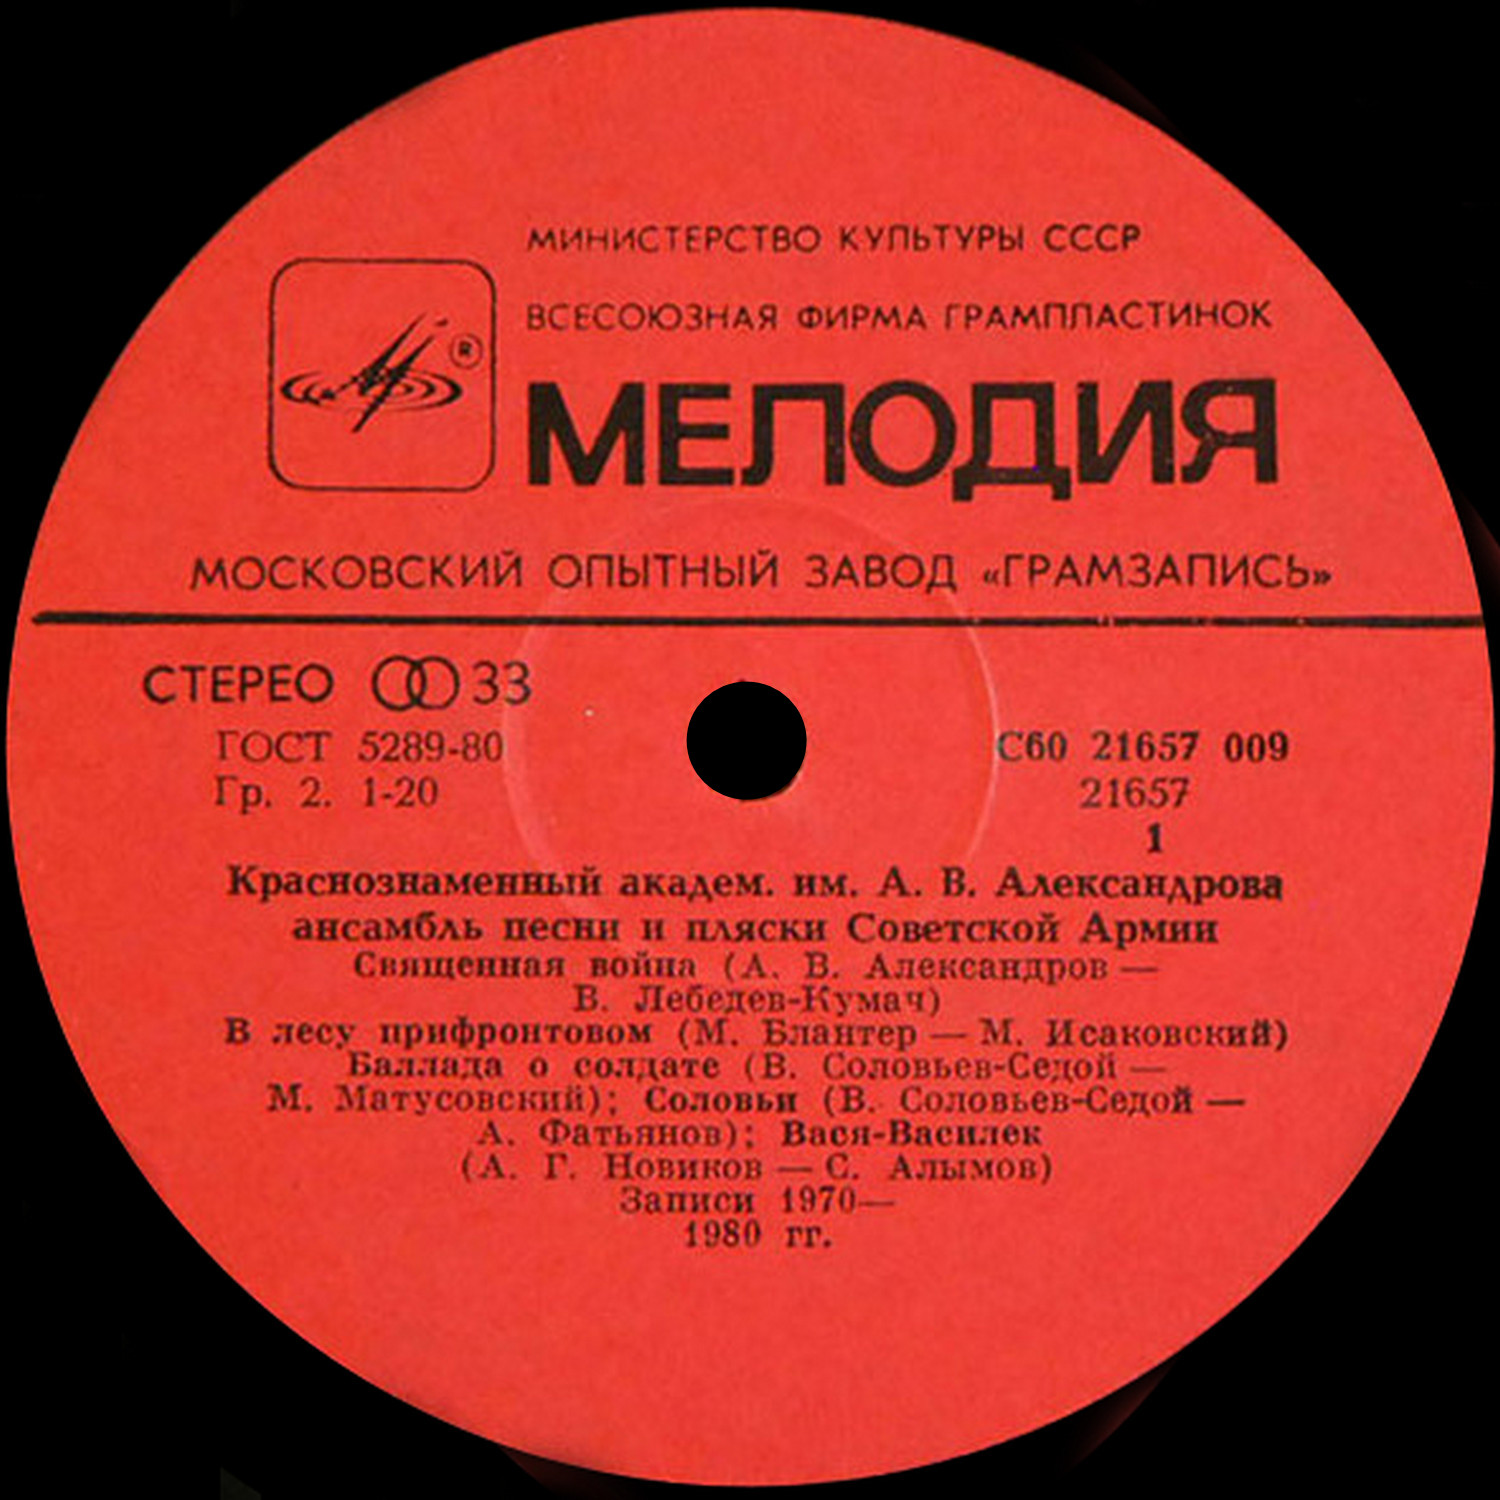 МИНИСТЕРСТВО КУЛЬТУРЫ СССР
ВСЕСОЮЗНАЯ ФИРМА ГРАМПЛАСТИНОК
®
МЕЛОДИЯ
МОСКОВСКИЙ ОПЫТНЫЙ ЗАВОД «ГРАМЗАПИСЬ»
СТЕРЕО 33
ГОСТ 5289-80
Гр. 2. 1-20
С60 21657 009
21657
1
Краснознаменный академ. им. А. В. Александрова
ансамбль песни и пляски Советской Армии
Священная война (А. В. Александров —
В. Лебедев-Кумач)
В лесу прифронтовом (М. Блантер — М. Исаковский)
Баллада о солдате (В. Соловьев-Седой —
М. Матусовский); Соловьи (В. Соловьев-Седой —
А. Фатьянов); Вася-Василек
(А. Г. Новиков — С. Алымов)
Записи 1970—
1980 гг.